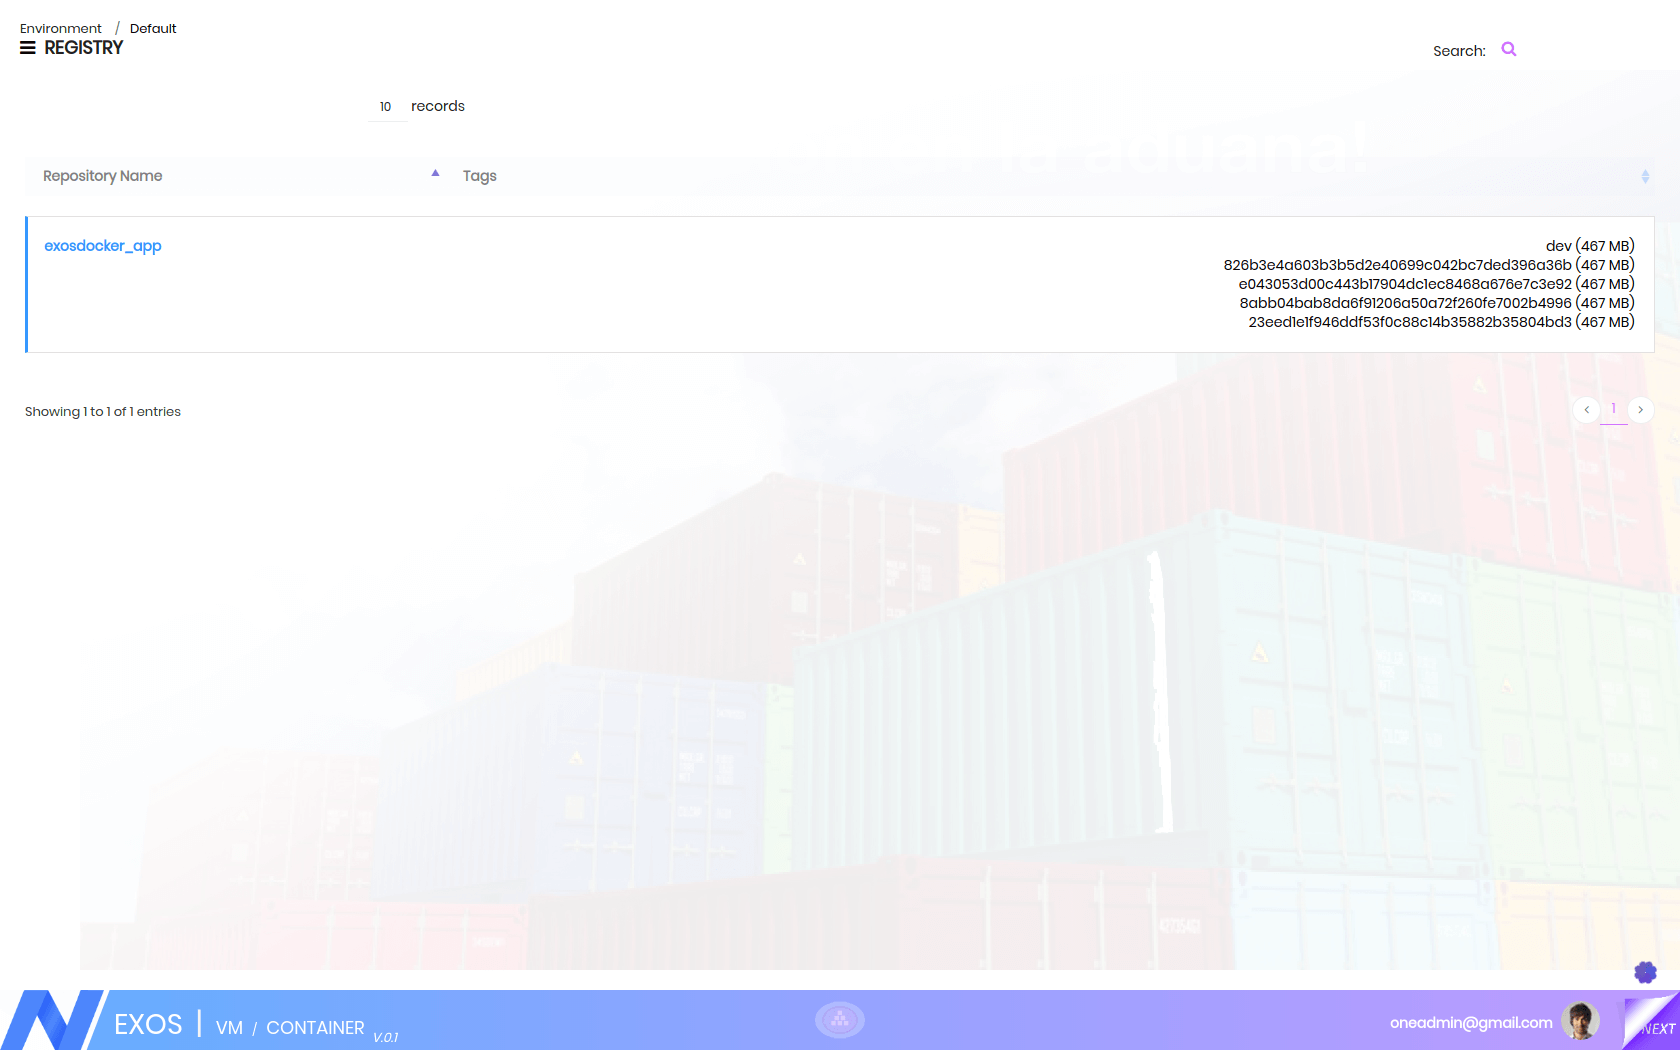 Environment / Default
REGISTRY
Search:
10 records
aduana!
Repository Name
Tags
exosdocker_app
dev (467 MB)
826b3e4a603b3b5d2e40699c042bc7ded396a36b (467 MB)
e043053d00c443b17904dc1ec8468a676e7c3e92 (467 MB)
8abb04bab8da6f91206a50a72f260fe7002b4996 (467 MB)
23eed1e1f946ddf53f0c88c14b35882b35804bd3 (467 MB)
Showing 1 to 1 of 1 entries
‹ 1 ›
EXOS | VM / CONTAINER V.0.1
oneadmin@gmail.com
NEXT